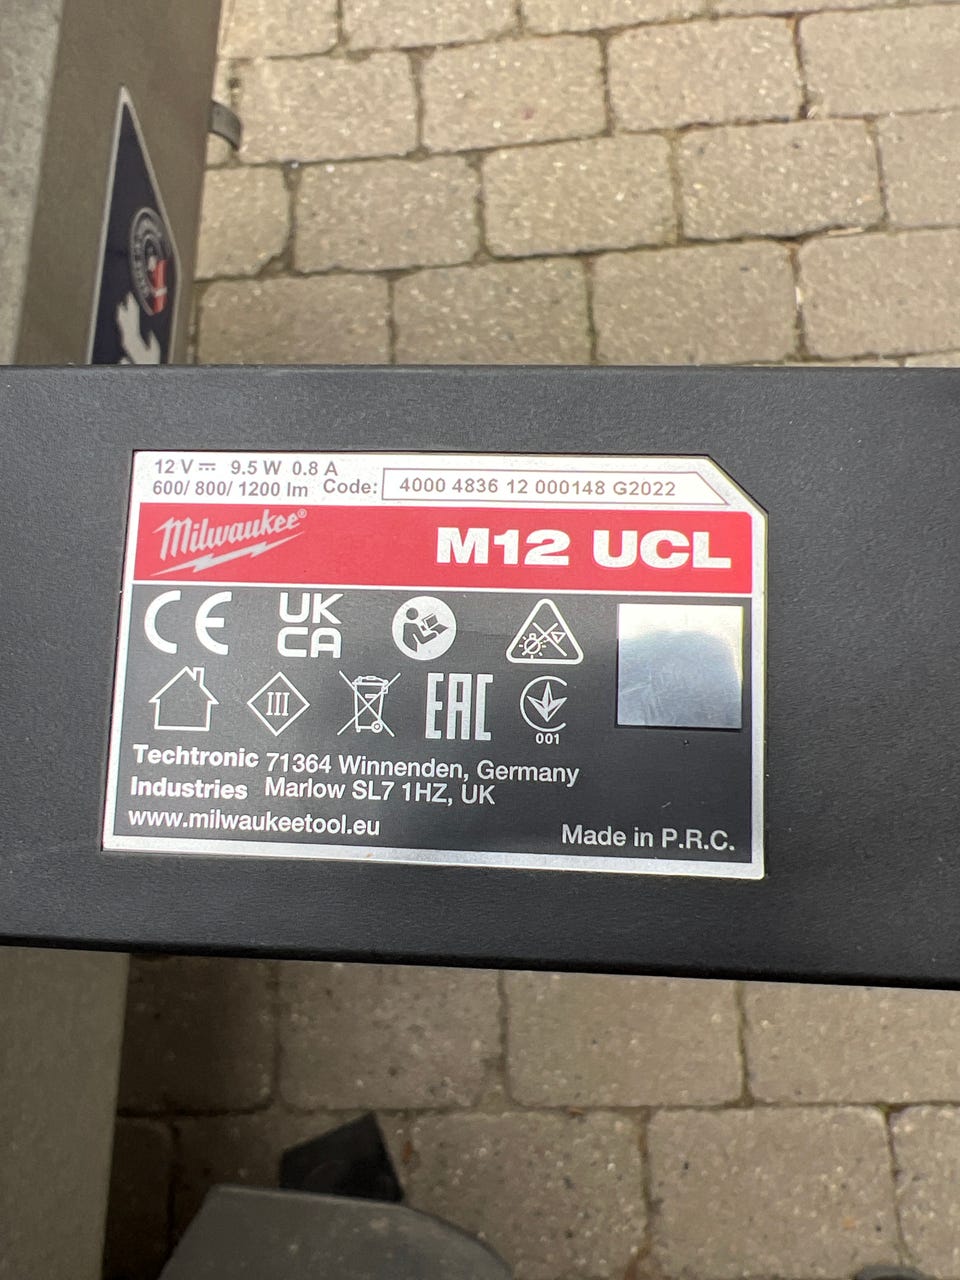 12 V 9.5 W 0.8 A
600/ 800/ 1200 lm Code: 4000 4836 12 000148 G2022
Milwaukee®
M12 UCL
CE UK CA
III EAC
001
Techtronic 71364 Winnenden, Germany
Industries Marlow SL7 1HZ, UK
www.milwaukeetool.eu
Made in P.R.C.